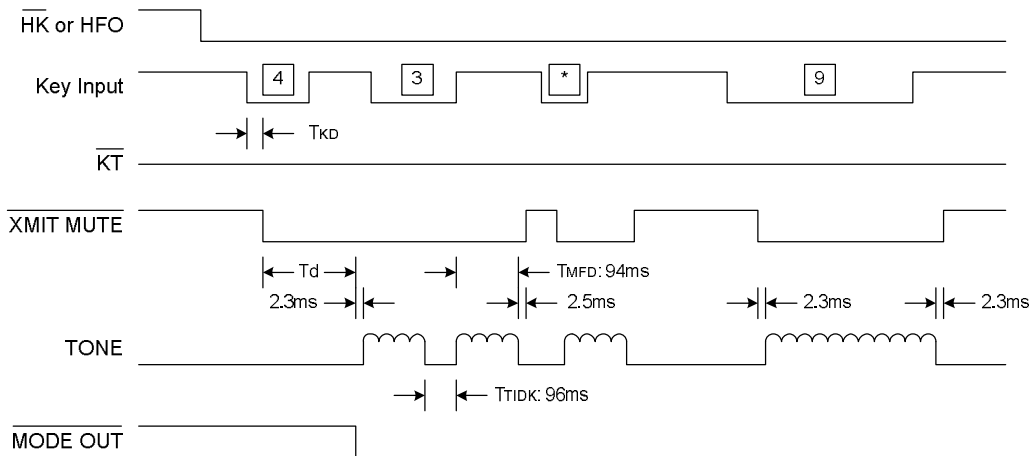 HK or HFO
Key Input 4 3 * 9
TKD
KT
XMIT MUTE
Td TMFD: 94ms
2.3ms 2.5ms 2.3ms 2.3ms
TONE
TTIDK: 96ms
MODE OUT